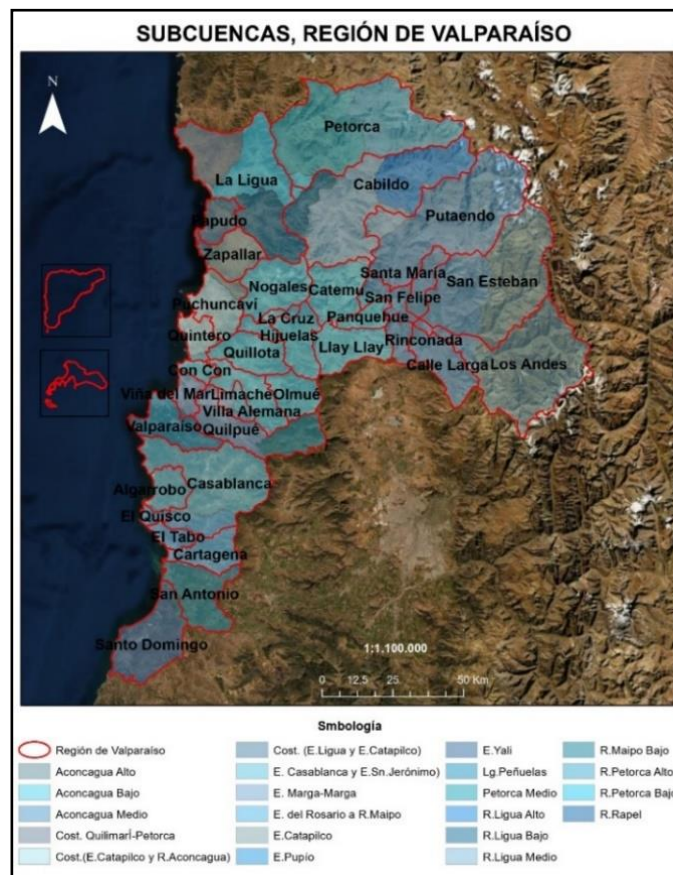 SUBCUENCAS, REGIÓN DE VALPARAÍSO
N
Petorca
La Ligua
Cabildo
Papudo
Putaendo
Zapallar
Santa María
San Esteban
Nogales
Catemu
San Felipe
Puchuncaví
La Cruz
Panquehue
Quintero
Hijuelas
Rinconada
Quillota
Llay Llay
Calle Larga
Los Andes
Con Con
Viña del Mar
Limache
Olmué
Villa Alemana
Valparaíso
Quilpué
Casablanca
Algarrobo
El Quisco
El Tabo
Cartagena
San Antonio
Santo Domingo
1:1.100.000
0 12.5 25 50 Km
Smbología
Región de Valparaíso
Aconcagua Alto
Aconcagua Bajo
Aconcagua Medio
Cost. Quilimarí-Petorca
Cost.(E.Catapilco y R.Aconcagua)
Cost. (E.Ligua y E.Catapilco)
E. Casablanca y E.Sn.Jerónimo)
E. Marga-Marga
E. del Rosario a R.Maipo
E.Catapilco
E.Pupío
E.Yali
Lg.Peñuelas
Petorca Medio
R.Ligua Alto
R.Ligua Bajo
R.Ligua Medio
R.Maipo Bajo
R.Petorca Alto
R.Petorca Bajo
R.Rapel